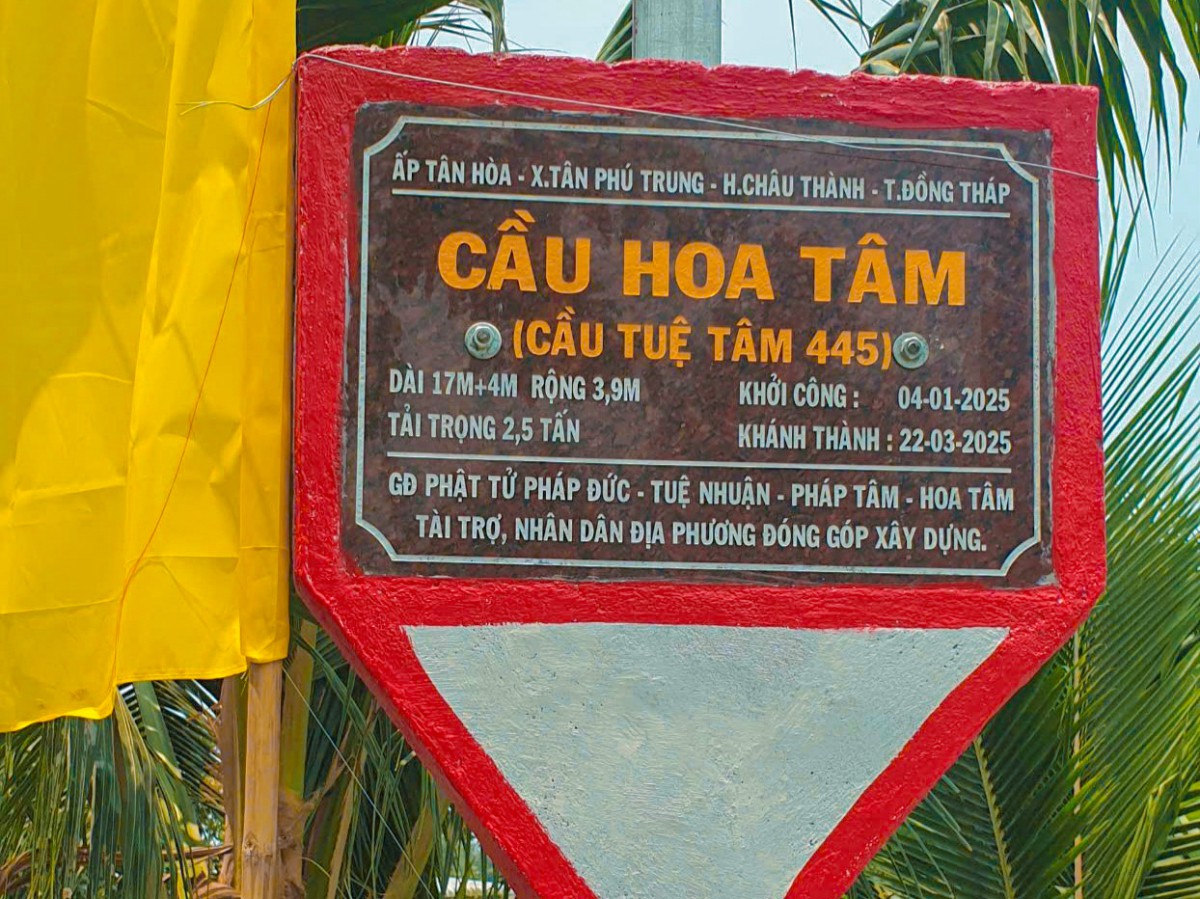 ẤP TÂN HÒA - X.TÂN PHÚ TRUNG - H.CHÂU THÀNH - T.ĐỒNG THÁP
CẦU HOA TÂM
(CẦU TUỆ TÂM 445)
DÀI 17M+4M RỘNG 3,9M KHỞI CÔNG : 04-01-2025
TẢI TRỌNG 2,5 TẤN KHÁNH THÀNH : 22-03-2025
GĐ PHẬT TỬ PHÁP ĐỨC - TUỆ NHUẬN - PHÁP TÂM - HOA TÂM
TÀI TRỢ, NHÂN DÂN ĐỊA PHƯƠNG ĐÓNG GÓP XÂY DỰNG.